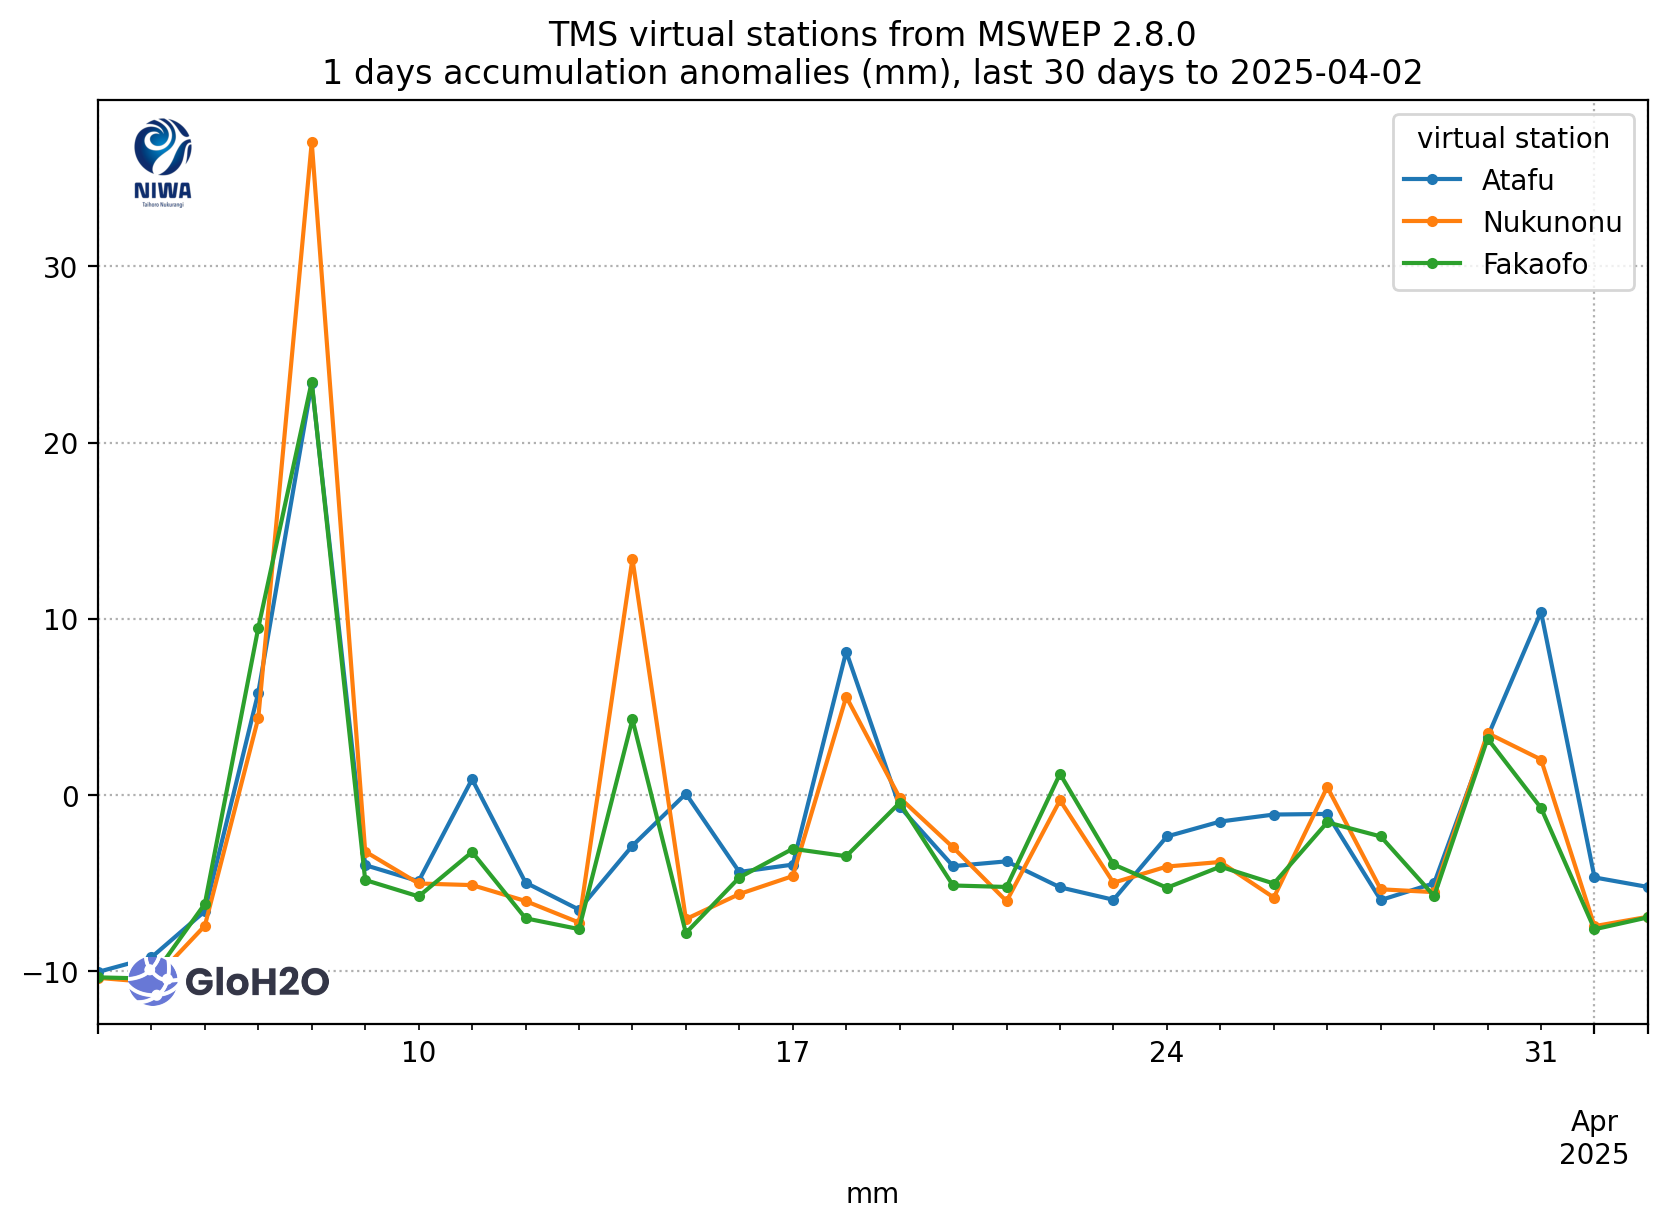 TMS virtual stations from MSWEP 2.8.0
1 days accumulation anomalies (mm), last 30 days to 2025-04-02
NIWA
Taihoro Nukurangi
virtual station
Atafu
Nukunonu
Fakaofo
30
20
10
0
−10
GloH2O
10
17
24
31
Apr
2025
mm